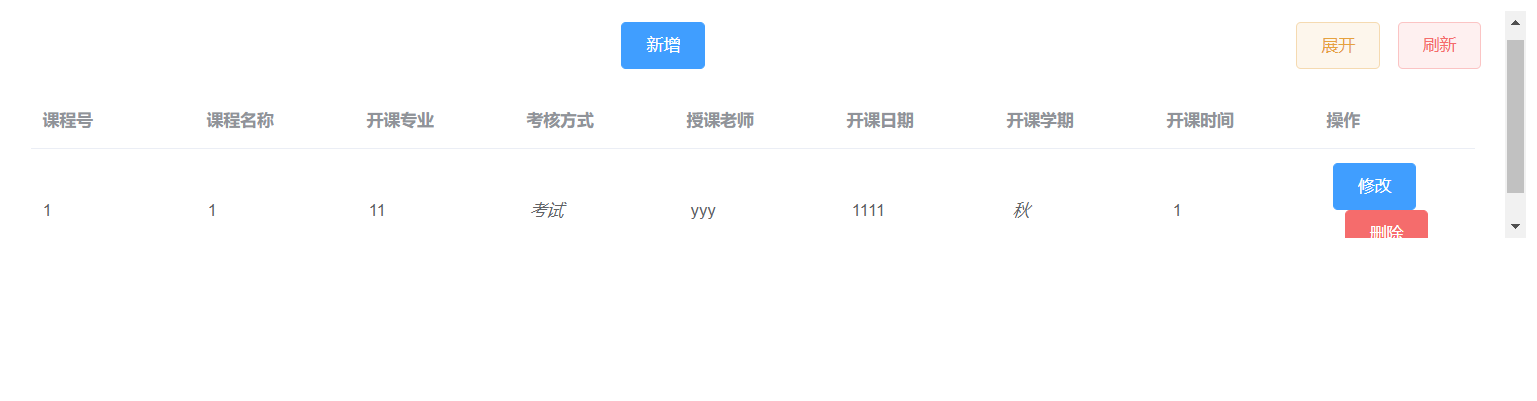 新增 展开 刷新
课程号 课程名称 开课专业 考核方式 授课老师 开课日期 开课学期 开课时间 操作
1 1 11 考试 yyy 1111 秋 1 修改
删除